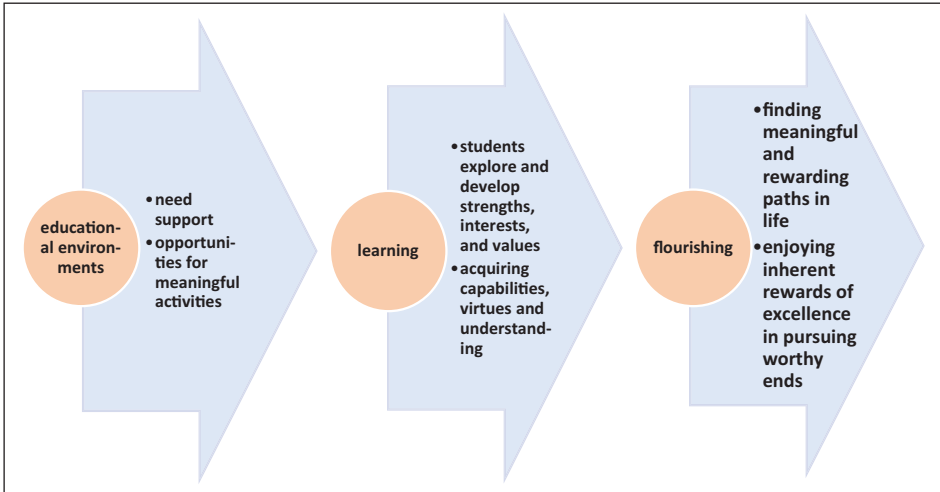 education-
al environ-
ments
•need
support
•opportuni-
ties for
meaningful
activities
learning
•students
explore and
develop
strengths,
interests,
and values
•acquiring
capabilities,
virtues and
understand-
ing
flourishing
•finding
meaningful
and
rewarding
paths in
life
•enjoying
inherent
rewards of
excellence
in pursuing
worthy
ends